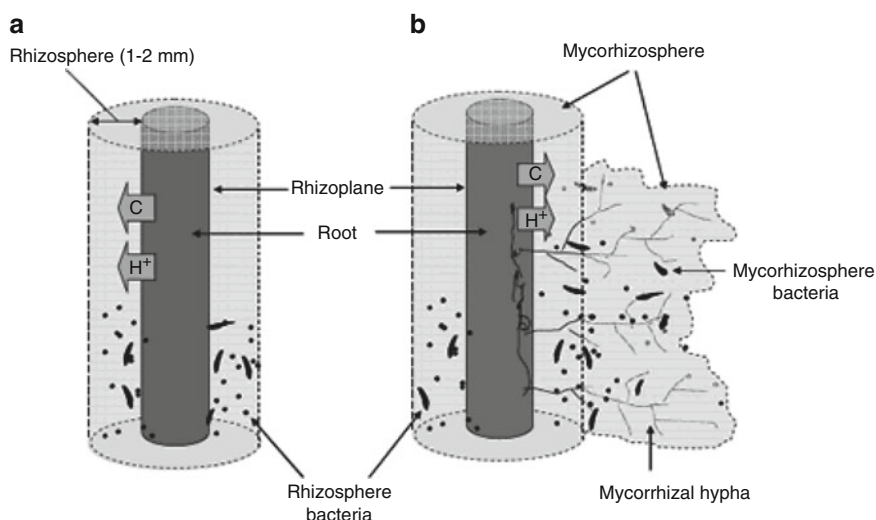 a
b
Rhizosphere (1-2 mm)
Mycorhizosphere
C
C
Rhizoplane
H+
Root
H+
Mycorhizosphere
bacteria
Rhizosphere
bacteria
Mycorrhizal hypha